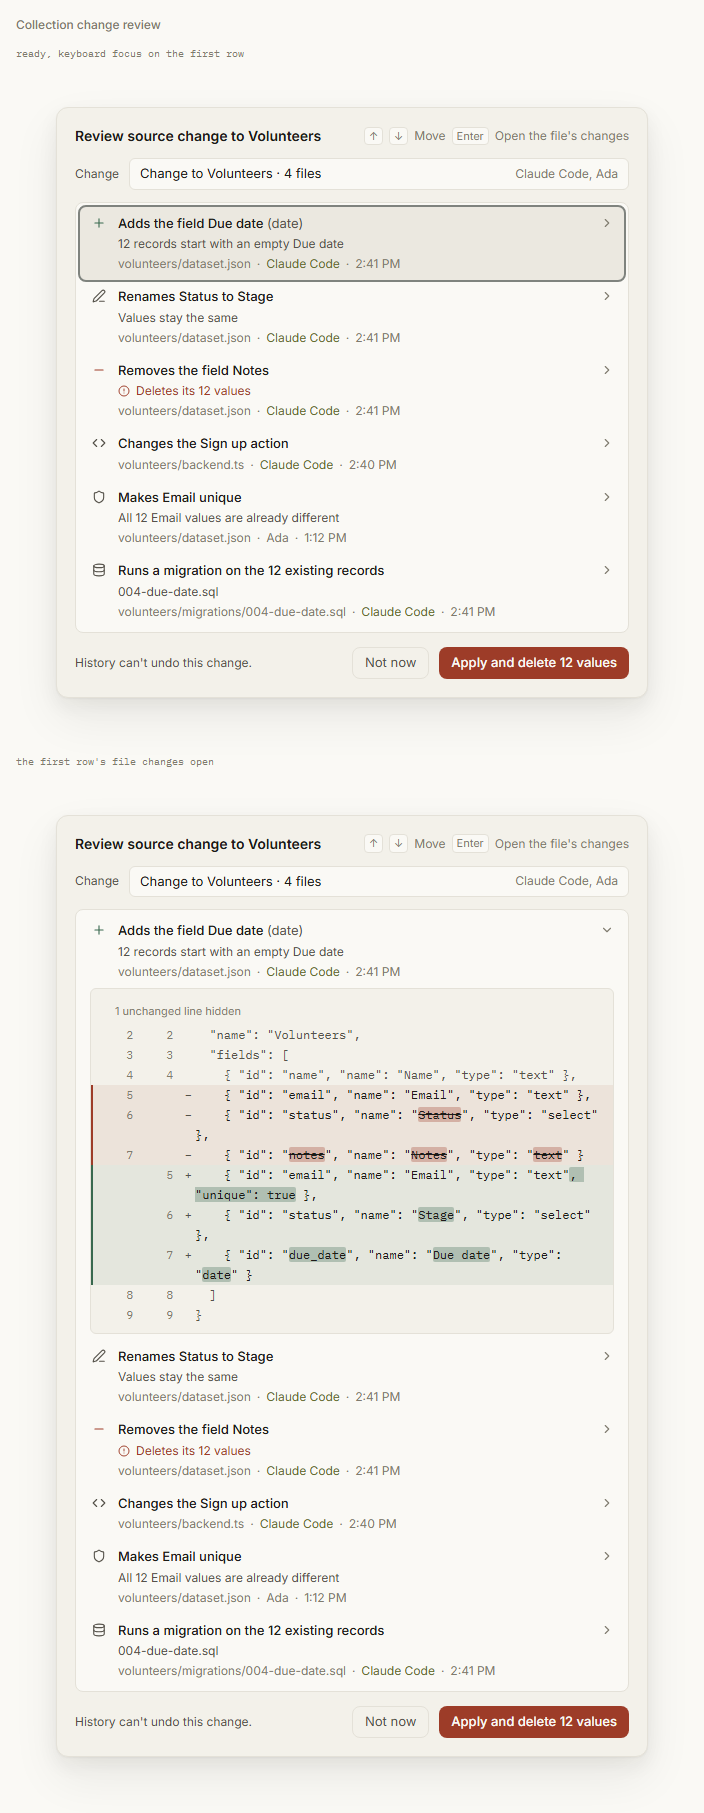 Collection change review
ready, keyboard focus on the first row
Review source change to Volunteers ↑ ↓ Move Enter Open the file's changes
Change Change to Volunteers · 4 files Claude Code, Ada
Adds the field Due date (date)
12 records start with an empty Due date
volunteers/dataset.json · Claude Code · 2:41 PM
Renames Status to Stage
Values stay the same
volunteers/dataset.json · Claude Code · 2:41 PM
Removes the field Notes
Deletes its 12 values
volunteers/dataset.json · Claude Code · 2:41 PM
Changes the Sign up action
volunteers/backend.ts · Claude Code · 2:40 PM
Makes Email unique
All 12 Email values are already different
volunteers/dataset.json · Ada · 1:12 PM
Runs a migration on the 12 existing records
004-due-date.sql
volunteers/migrations/004-due-date.sql · Claude Code · 2:41 PM
History can't undo this change. Not now Apply and delete 12 values
the first row's file changes open
Review source change to Volunteers ↑ ↓ Move Enter Open the file's changes
Change Change to Volunteers · 4 files Claude Code, Ada
Adds the field Due date (date)
12 records start with an empty Due date
volunteers/dataset.json · Claude Code · 2:41 PM
1 unchanged line hidden
2 2 "name": "Volunteers",
3 3 "fields": [
4 4 { "id": "name", "name": "Name", "type": "text" },
5 − { "id": "email", "name": "Email", "type": "text" },
6 − { "id": "status", "name": "Status", "type": "select"
},
7 − { "id": "notes", "name": "Notes", "type": "text" }
5 + { "id": "email", "name": "Email", "type": "text",
"unique": true },
6 + { "id": "status", "name": "Stage", "type": "select"
},
7 + { "id": "due_date", "name": "Due date", "type":
"date" }
8 8 ]
9 9 }
Renames Status to Stage
Values stay the same
volunteers/dataset.json · Claude Code · 2:41 PM
Removes the field Notes
Deletes its 12 values
volunteers/dataset.json · Claude Code · 2:41 PM
Changes the Sign up action
volunteers/backend.ts · Claude Code · 2:40 PM
Makes Email unique
All 12 Email values are already different
volunteers/dataset.json · Ada · 1:12 PM
Runs a migration on the 12 existing records
004-due-date.sql
volunteers/migrations/004-due-date.sql · Claude Code · 2:41 PM
History can't undo this change. Not now Apply and delete 12 values